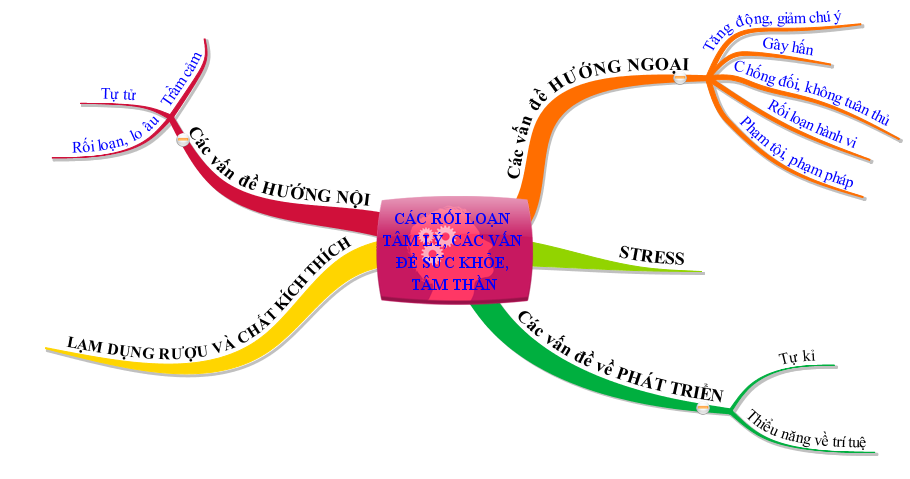 CÁC RỐI LOẠN
TÂM LÝ, CÁC VẤN
ĐỀ SỨC KHỎE,
TÂM THẦN
Các vấn đề HƯỚNG NGOẠI
Tăng động, giảm chú ý
Gây hấn
Chống đối, không tuân thủ
Rối loạn hành vi
Phạm tội, phạm pháp
STRESS
Các vấn đề về PHÁT TRIỂN
Tự kỉ
Thiểu năng về trí tuệ
LẠM DỤNG RƯỢU VÀ CHẤT KÍCH THÍCH
Các vấn đề HƯỚNG NỘI
Trầm cảm
Tự tử
Rối loạn, lo âu